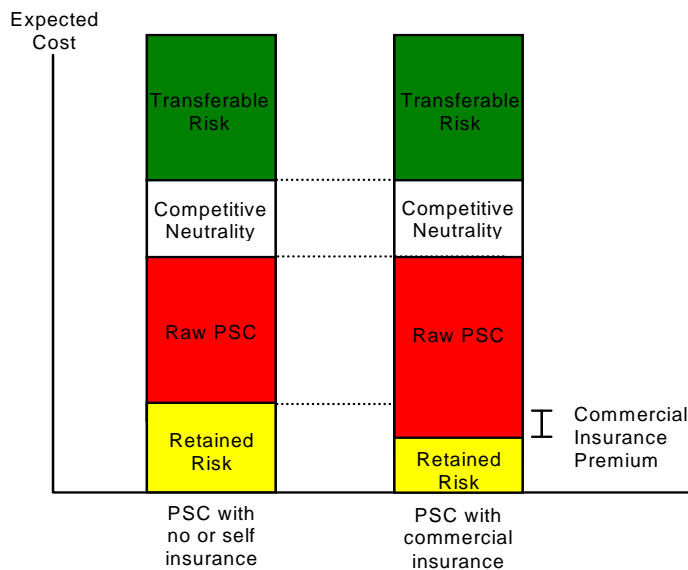 Expected
Cost
Transferable
Risk
Competitive
Neutrality
Raw PSC
Retained
Risk
PSC with
no or self
insurance
Transferable
Risk
Competitive
Neutrality
Raw PSC
Retained
Risk
PSC with
commercial
insurance
Commercial
Insurance
Premium